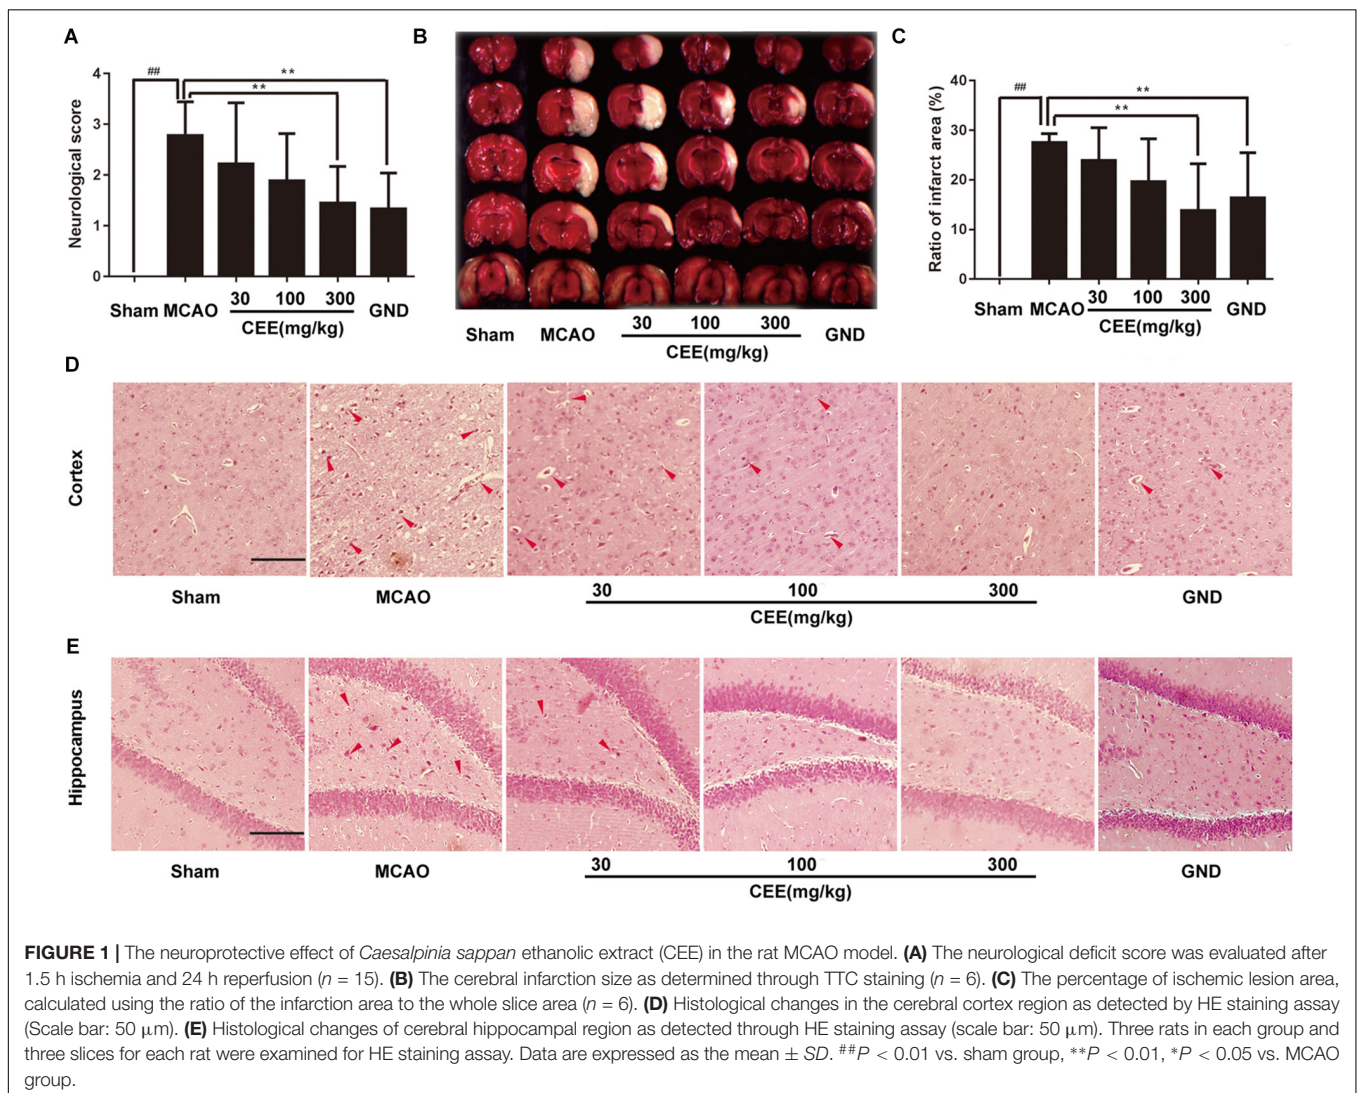 A
B
C
Neurological score
4
3
2
1
0
##
**
**
Sham MCAO 30 100 300 GND
CEE(mg/kg)
Sham MCAO 30 100 300 GND
CEE(mg/kg)
Ratio of infarct area (%)
40
30
20
10
0
##
**
**
Sham MCAO 30 100 300 GND
CEE(mg/kg)
D
Cortex
Sham MCAO 30 100 300 GND
CEE(mg/kg)
E
Hippocampus
Sham MCAO 30 100 300 GND
CEE(mg/kg)
FIGURE 1 | The neuroprotective effect of Caesalpinia sappan ethanolic extract (CEE) in the rat MCAO model. (A) The neurological deficit score was evaluated after
1.5 h ischemia and 24 h reperfusion (n = 15). (B) The cerebral infarction size as determined through TTC staining (n = 6). (C) The percentage of ischemic lesion area,
calculated using the ratio of the infarction area to the whole slice area (n = 6). (D) Histological changes in the cerebral cortex region as detected by HE staining assay
(Scale bar: 50 μm). (E) Histological changes of cerebral hippocampal region as detected through HE staining assay (scale bar: 50 μm). Three rats in each group and
three slices for each rat were examined for HE staining assay. Data are expressed as the mean ± SD. ##P < 0.01 vs. sham group, **P < 0.01, *P < 0.05 vs. MCAO
group.